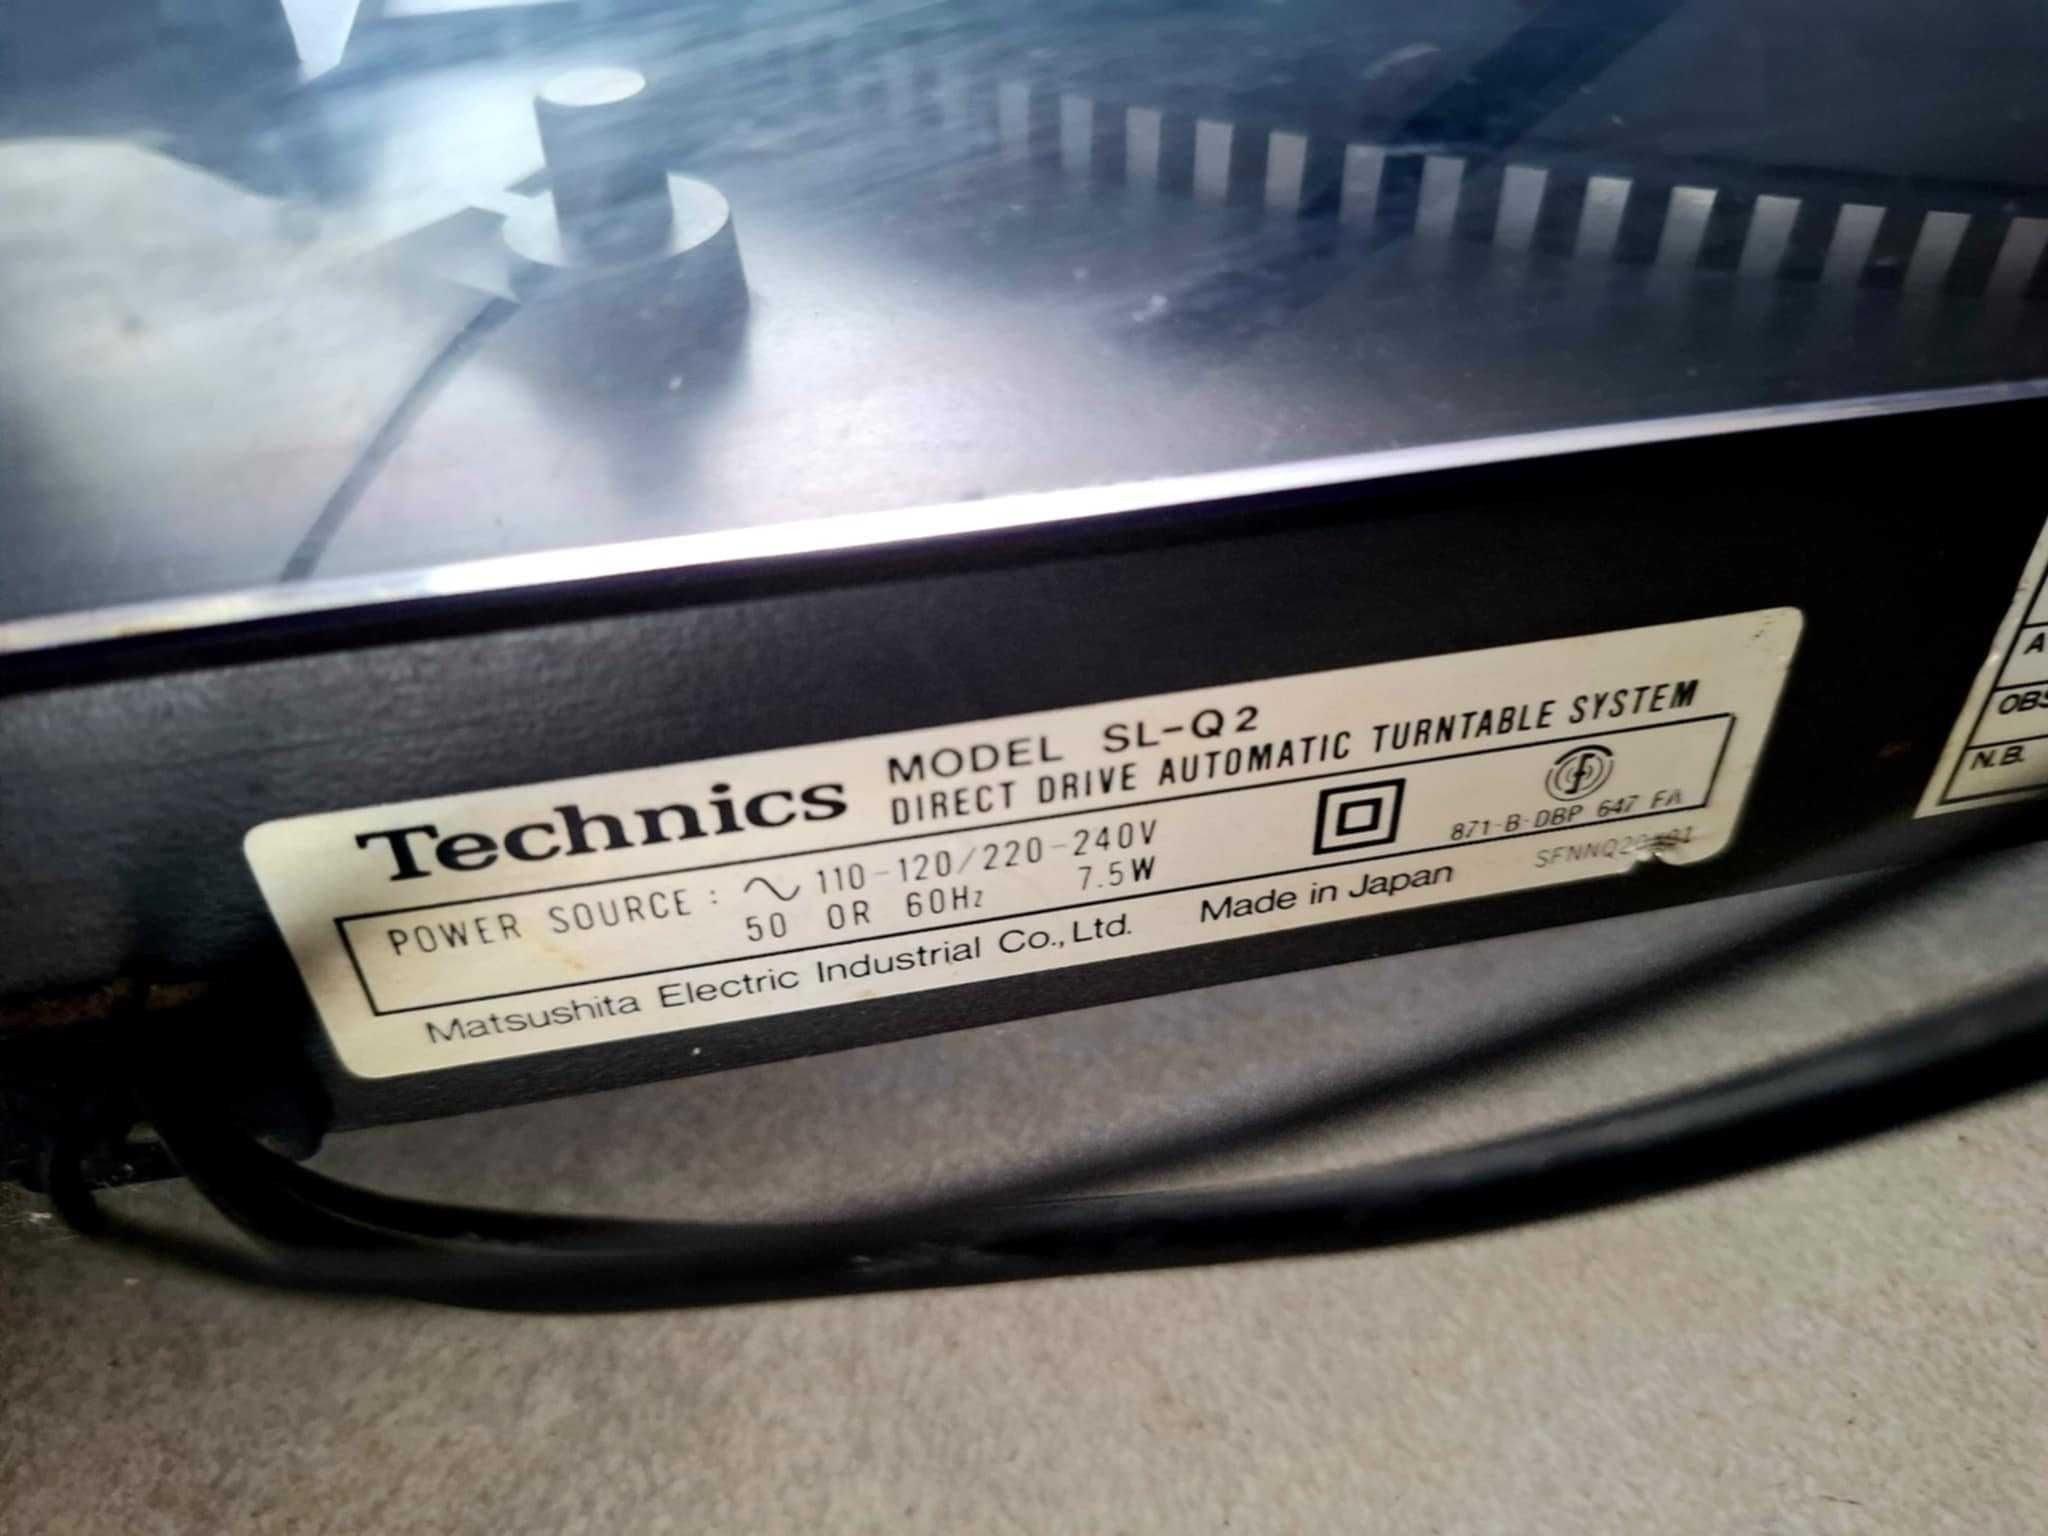 Technics MODEL SL-Q2
DIRECT DRIVE AUTOMATIC TURNTABLE SYSTEM
POWER SOURCE : ∿ 110-120/220-240V
50 OR 60Hz 7.5W
871-B-DBP 647 FA
Matsushita Electric Industrial Co., Ltd. Made in Japan
A
OBS
N.B.